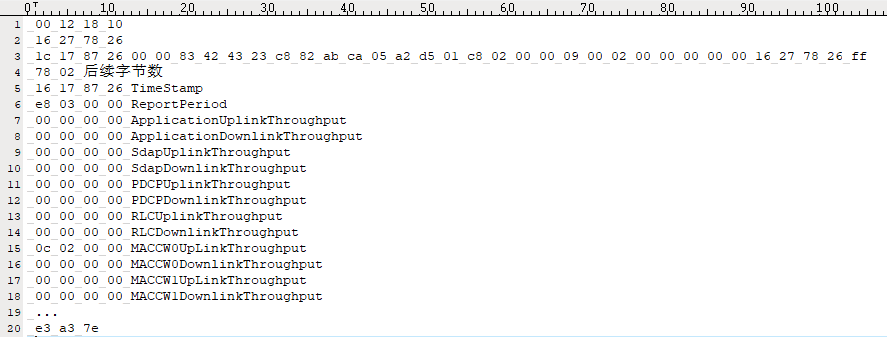 0 10 20 30 40 50 60 70 80 90 100
1 00 12 18 10
2 16 27 78 26
3 1c 17 87 26 00 00 83 42 43 23 c8 82 ab ca 05 a2 d5 01 c8 02 00 00 09 00 02 00 00 00 00 00 16 27 78 26 ff
4 78 02 后续字节数
5 16 17 87 26 TimeStamp
6 e8 03 00 00 ReportPeriod
7 00 00 00 00 ApplicationUplinkThroughput
8 00 00 00 00 ApplicationDownlinkThroughput
9 00 00 00 00 SdapUplinkThroughput
10 00 00 00 00 SdapDownlinkThroughput
11 00 00 00 00 PDCPUplinkThroughput
12 00 00 00 00 PDCPDownlinkThroughput
13 00 00 00 00 RLCUplinkThroughput
14 00 00 00 00 RLCDownlinkThroughput
15 0c 02 00 00 MACCW0UpLinkThroughput
16 00 00 00 00 MACCW0DownlinkThroughput
17 00 00 00 00 MACCW1UpLinkThroughput
18 00 00 00 00 MACCW1DownlinkThroughput
19 ...
20 e3 a3 7e